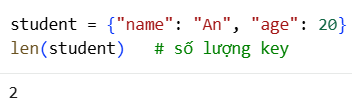 student = {"name": "An", "age": 20}
len(student)   # số lượng key
2